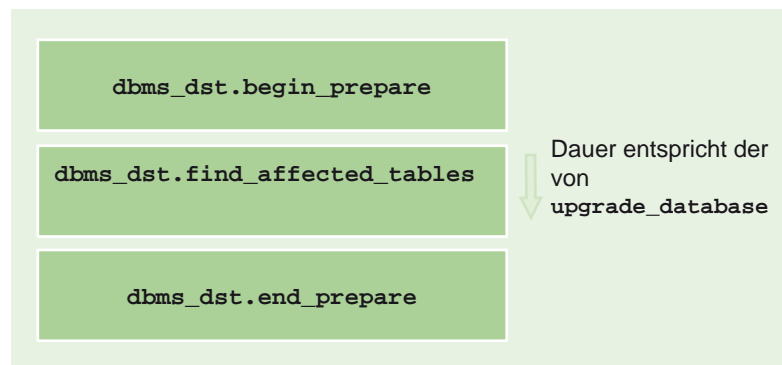 dbms_dst.begin_prepare
dbms_dst.find_affected_tables
Dauer entspricht der
von
upgrade_database
dbms_dst.end_prepare